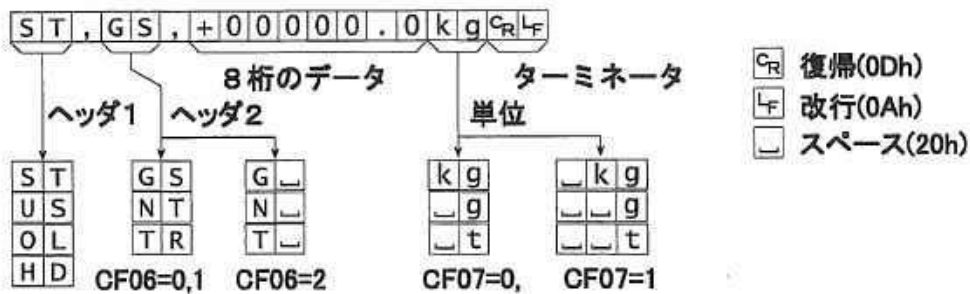 ST,GS,+00000.0kg␍␊
8桁のデータ ターミネータ
ヘッダ1 ヘッダ2 単位
CR 復帰(0Dh)
LF 改行(0Ah)
␣ スペース(20h)
ST GS G␣ kg ␣kg
US NT N␣ ␣g ␣␣g
OL TR T␣ ␣t ␣␣t
HD CF06=0,1 CF06=2 CF07=0, CF07=1